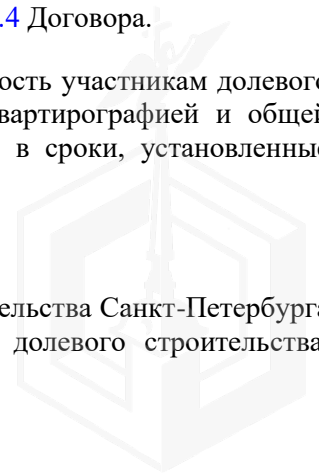 .4 Договора.
ость участникам долевого
вартирографией и общей
в сроки, установленные
ельства Санкт-Петербурга
долевого строительства